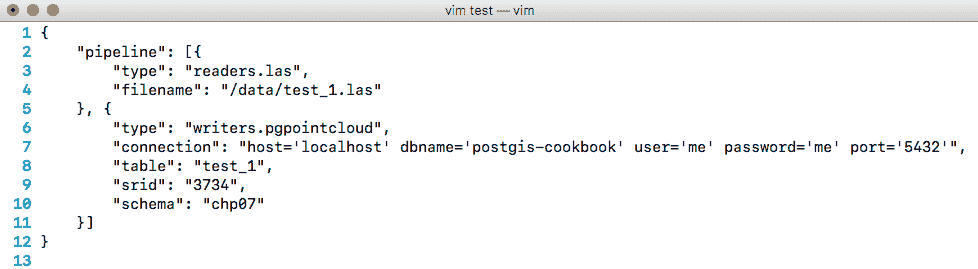 vim test — vim
1 {
2     "pipeline": [{
3         "type": "readers.las",
4         "filename": "/data/test_1.las"
5     }, {
6         "type": "writers.pgpointcloud",
7         "connection": "host='localhost' dbname='postgis-cookbook' user='me' password='me' port='5432'",
8         "table": "test_1",
9         "srid": "3734",
10         "schema": "chp07"
11     }]
12 }
13